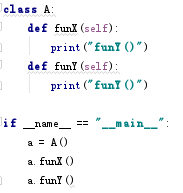 class A:
    def funX(self):
        print("funY()")
    def funY(self):
        print("funY()")

if __name__ == "__main__":
    a = A()
    a.funX()
    a.funY()